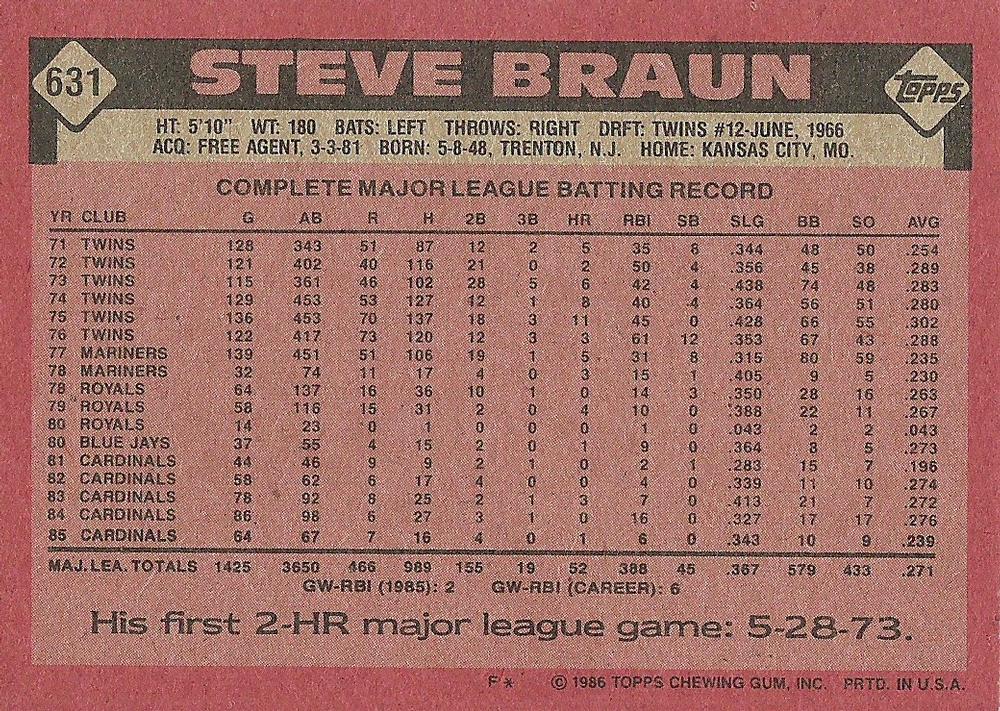 631 STEVE BRAUN topps
HT: 5'10" WT: 180 BATS: LEFT THROWS: RIGHT DRFT: TWINS #12-JUNE, 1966
ACQ: FREE AGENT, 3-3-81 BORN: 5-8-48, TRENTON, N.J. HOME: KANSAS CITY, MO.
COMPLETE MAJOR LEAGUE BATTING RECORD
YR CLUB G AB R H 2B 3B HR RBI SB SLG BB SO AVG
71 TWINS 128 343 51 87 12 2 5 35 8 .344 48 50 .254
72 TWINS 121 402 40 116 21 0 2 50 4 .356 45 38 .289
73 TWINS 115 361 46 102 28 5 6 42 4 .438 74 48 .283
74 TWINS 129 453 53 127 12 1 8 40 4 .364 56 51 .280
75 TWINS 136 453 70 137 18 3 11 45 0 .428 66 55 .302
76 TWINS 122 417 73 120 12 3 3 61 12 .353 67 43 .288
77 MARINERS 139 451 51 106 19 1 5 31 8 .315 80 59 .235
78 MARINERS 32 74 11 17 4 0 3 15 1 .405 9 5 .230
78 ROYALS 64 137 16 36 10 1 0 14 3 .350 28 16 .263
79 ROYALS 58 116 15 31 2 0 4 10 0 .388 22 11 .267
80 ROYALS 14 23 0 1 0 0 0 1 0 .043 2 2 .043
80 BLUE JAYS 37 55 4 15 2 0 1 9 0 .364 8 5 .273
81 CARDINALS 44 46 9 9 2 1 0 2 1 .283 15 7 .196
82 CARDINALS 58 62 6 17 4 0 0 4 0 .339 11 10 .274
83 CARDINALS 78 92 8 25 2 1 3 7 0 .413 21 7 .272
84 CARDINALS 86 98 6 27 3 1 0 16 0 .327 17 17 .276
85 CARDINALS 64 67 7 16 4 0 1 6 0 .343 10 9 .239
MAJ. LEA. TOTALS 1425 3650 466 989 155 19 52 388 45 .367 579 433 .271
GW-RBI (1985): 2 GW-RBI (CAREER): 6
His first 2-HR major league game: 5-28-73.
F* © 1986 TOPPS CHEWING GUM, INC. PRTD. IN U.S.A.